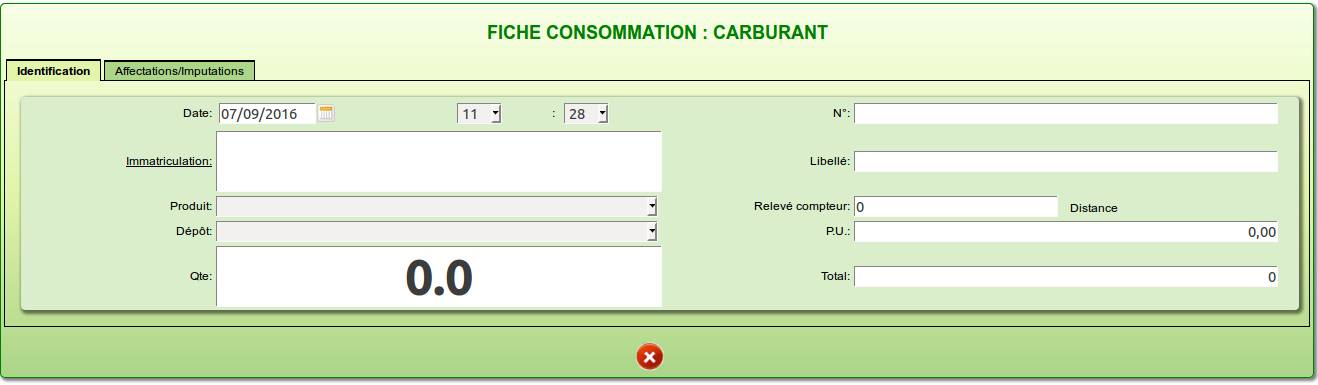 FICHE CONSOMMATION : CARBURANT
Identification Affectations/Imputations
Date: 07/09/2016 11 : 28 N°:
Immatriculation: Libellé:
Produit: Relevé compteur: 0 Distance
Dépôt: P.U.: 0,00
Qte: 0.0 Total: 0